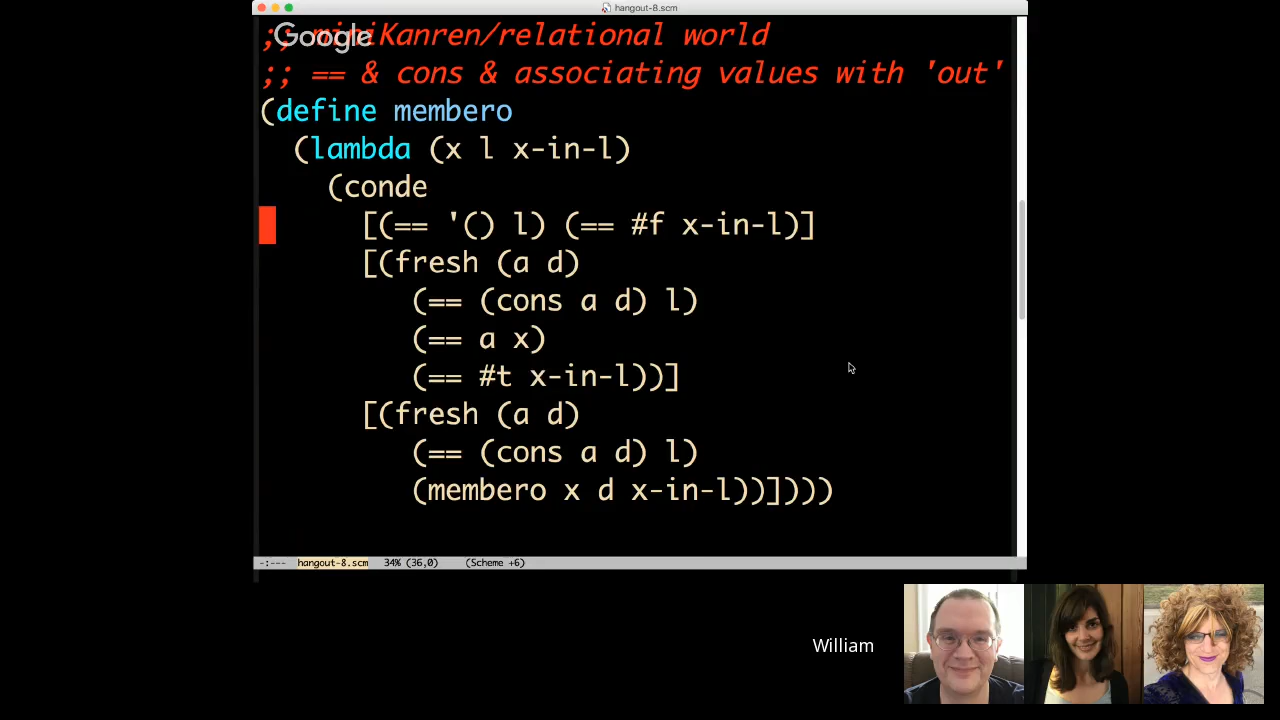 hangout-8.scm
;; miniKanren/relational world
Google
;; == & cons & associating values with 'out'
(define membero
(lambda (x l x-in-l)
(conde
[(== '() l) (== #f x-in-l)]
[(fresh (a d)
(== (cons a d) l)
(== a x)
(== #t x-in-l))]
[(fresh (a d)
(== (cons a d) l)
(membero x d x-in-l))])))
-:--- hangout-8.scm 34% (36,0) (Scheme +6)
William